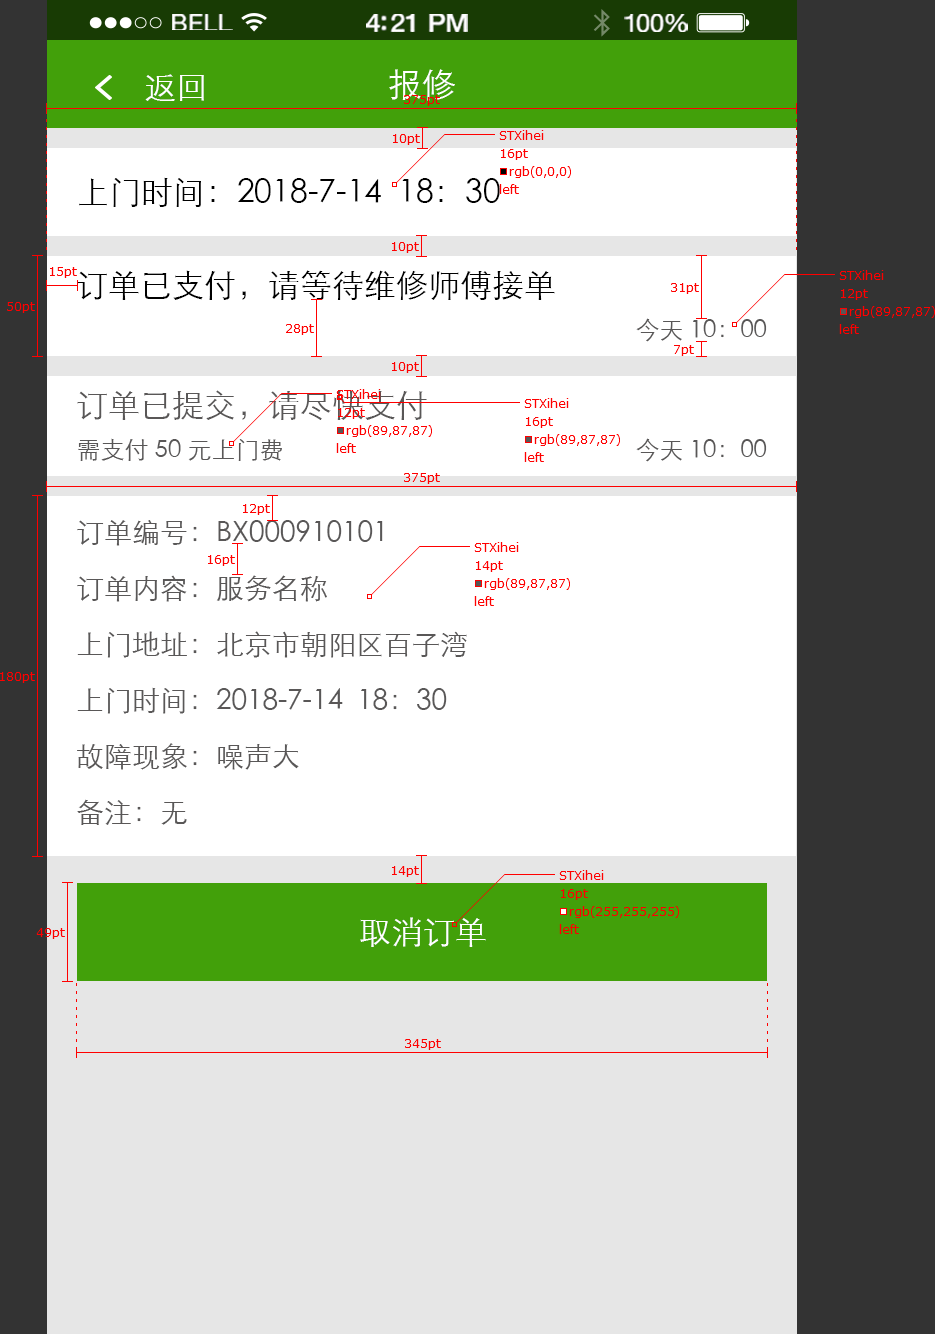 BELL 4:21 PM 100%
返回 报修
375pt
10pt
STXihei
16pt
rgb(0,0,0)
left
上门时间：2018-7-14 18：30
10pt
15pt
订单已支付，请等待维修师傅接单
50pt
28pt
31pt
STXihei
12pt
rgb(89,87,87)
left
今天 10：00
7pt
10pt
订单已提交，请尽快支付
STXihei
12pt
rgb(89,87,87)
left
STXihei
16pt
rgb(89,87,87)
left
需支付 50 元上门费
今天 10：00
375pt
12pt
订单编号：BX000910101
16pt
STXihei
14pt
rgb(89,87,87)
left
订单内容：服务名称
上门地址：北京市朝阳区百子湾
180pt
上门时间：2018-7-14 18：30
故障现象：噪声大
备注：无
14pt
STXihei
16pt
rgb(255,255,255)
left
49pt
取消订单
345pt